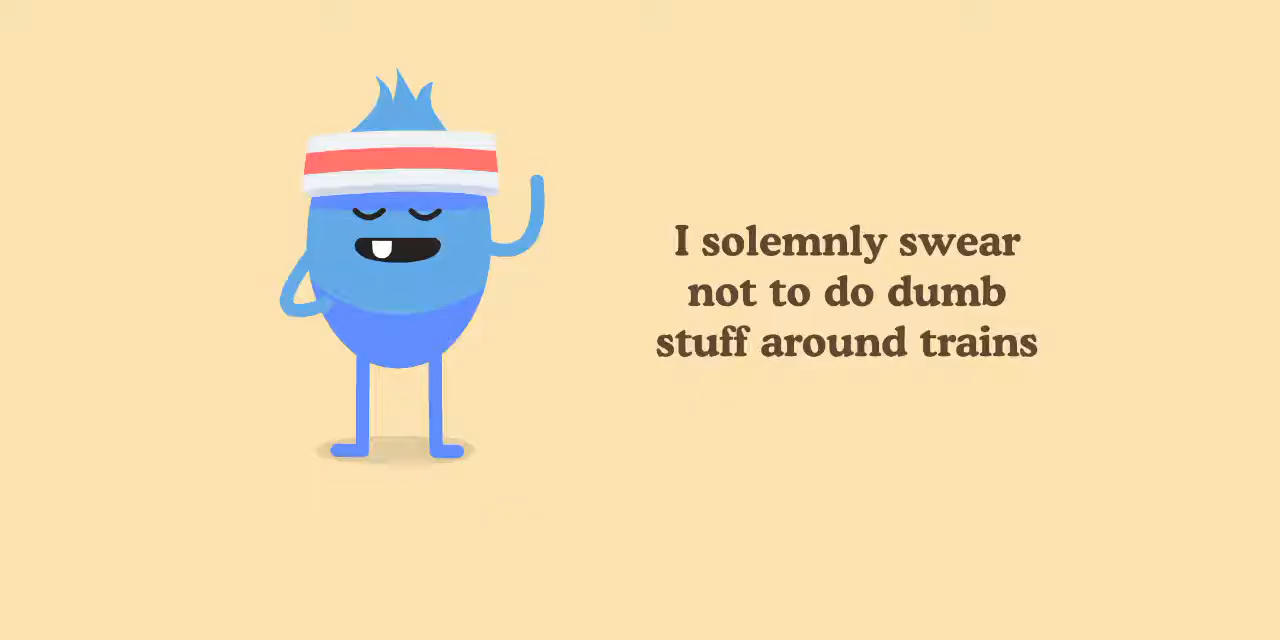 I solemnly swear
not to do dumb
stuff around trains